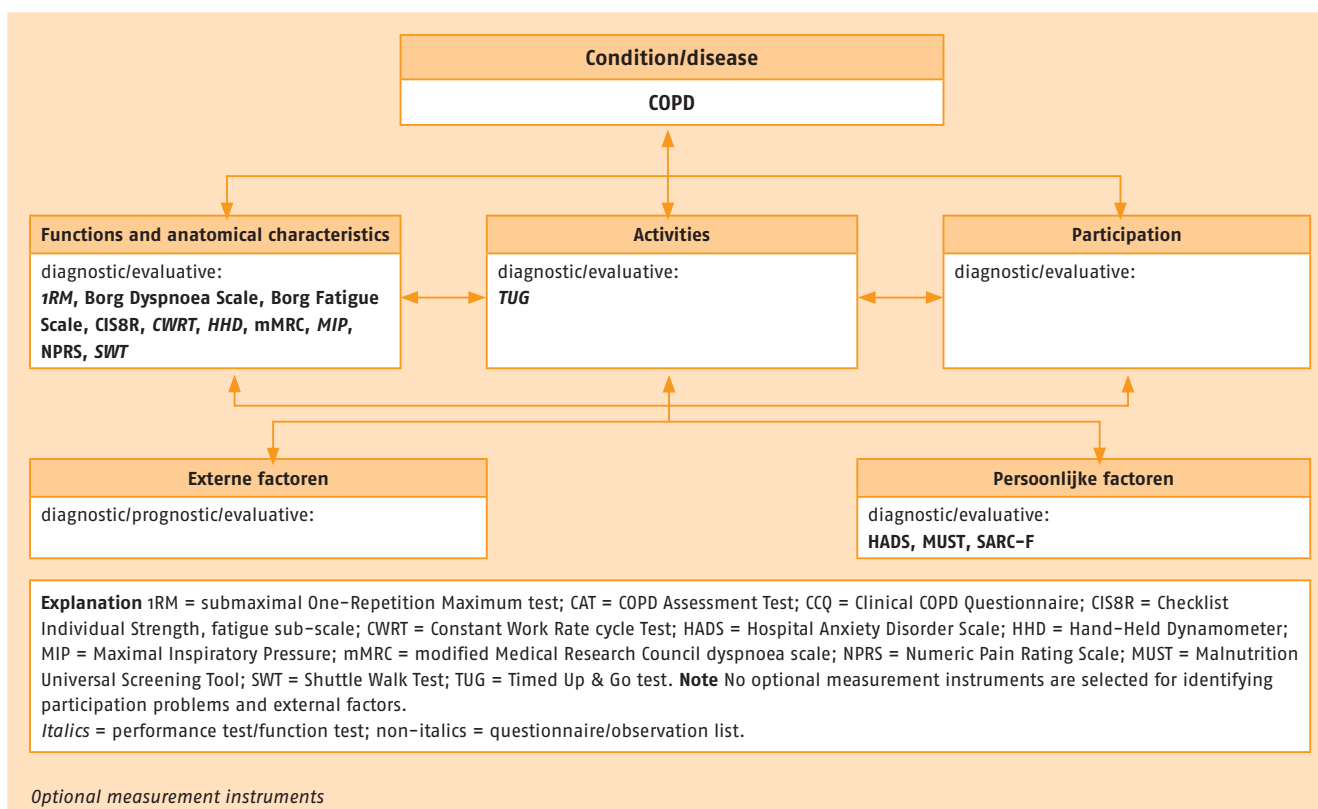 Condition/disease
COPD
Functions and anatomical characteristics
diagnostic/evaluative:
1RM, Borg Dyspnoea Scale, Borg Fatigue
Scale, CIS8R, CWRT, HHD, mMRC, MIP,
NPRS, SWT
Activities
diagnostic/evaluative:
TUG
Participation
diagnostic/evaluative:
Externe factoren
diagnostic/prognostic/evaluative:
Persoonlijke factoren
diagnostic/evaluative:
HADS, MUST, SARC-F
Explanation 1RM = submaximal One-Repetition Maximum test; CAT = COPD Assessment Test; CCQ = Clinical COPD Questionnaire; CIS8R = Checklist
Individual Strength, fatigue sub-scale; CWRT = Constant Work Rate cycle Test; HADS = Hospital Anxiety Disorder Scale; HHD = Hand-Held Dynamometer;
MIP = Maximal Inspiratory Pressure; mMRC = modified Medical Research Council dyspnoea scale; NPRS = Numeric Pain Rating Scale; MUST = Malnutrition
Universal Screening Tool; SWT = Shuttle Walk Test; TUG = Timed Up & Go test. Note No optional measurement instruments are selected for identifying
participation problems and external factors.
Italics = performance test/function test; non-italics = questionnaire/observation list.
Optional measurement instruments